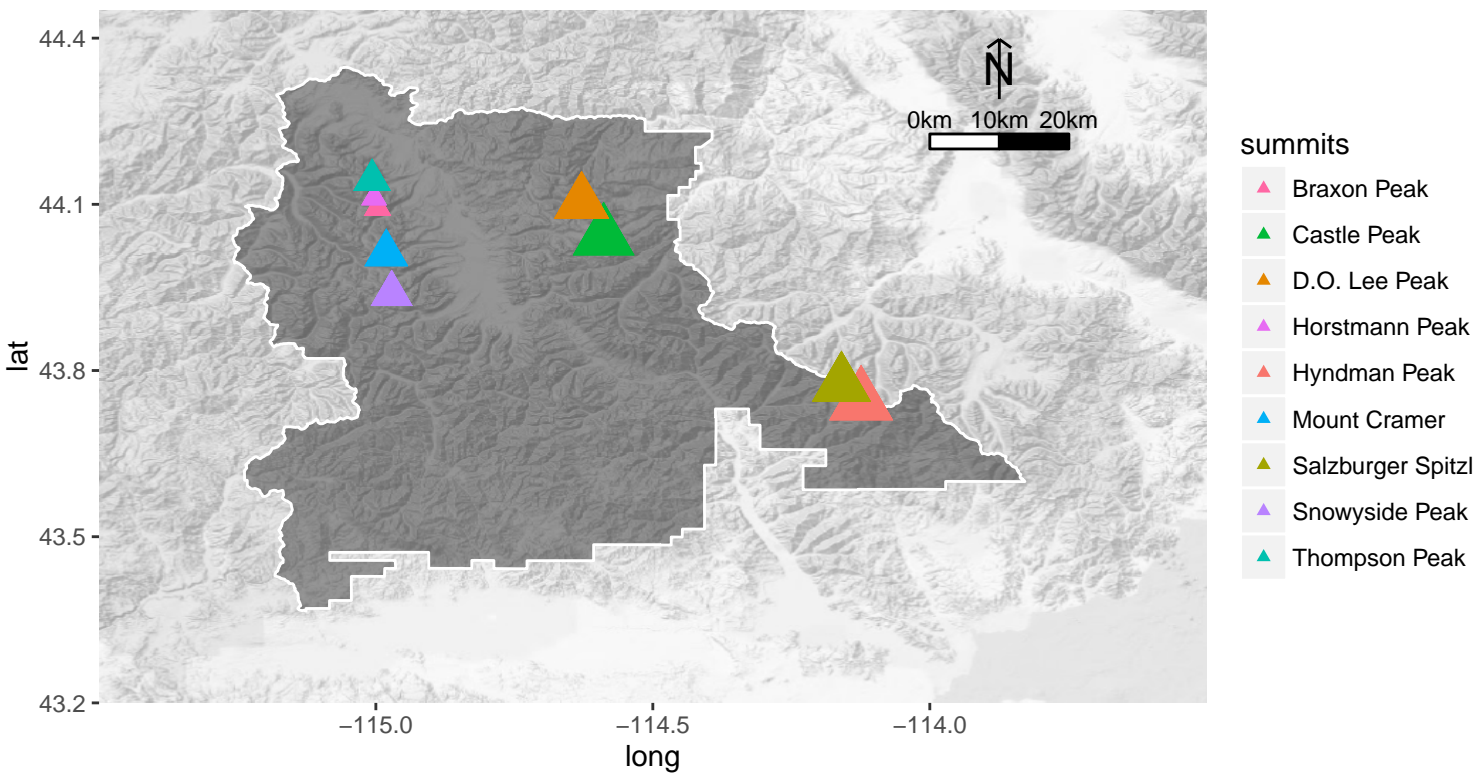 44.4
44.1
43.8
43.5
43.2
lat
−115.0
−114.5
−114.0
long
N
0km 10km 20km
summits
Braxon Peak
Castle Peak
D.O. Lee Peak
Horstmann Peak
Hyndman Peak
Mount Cramer
Salzburger Spitzl
Snowyside Peak
Thompson Peak